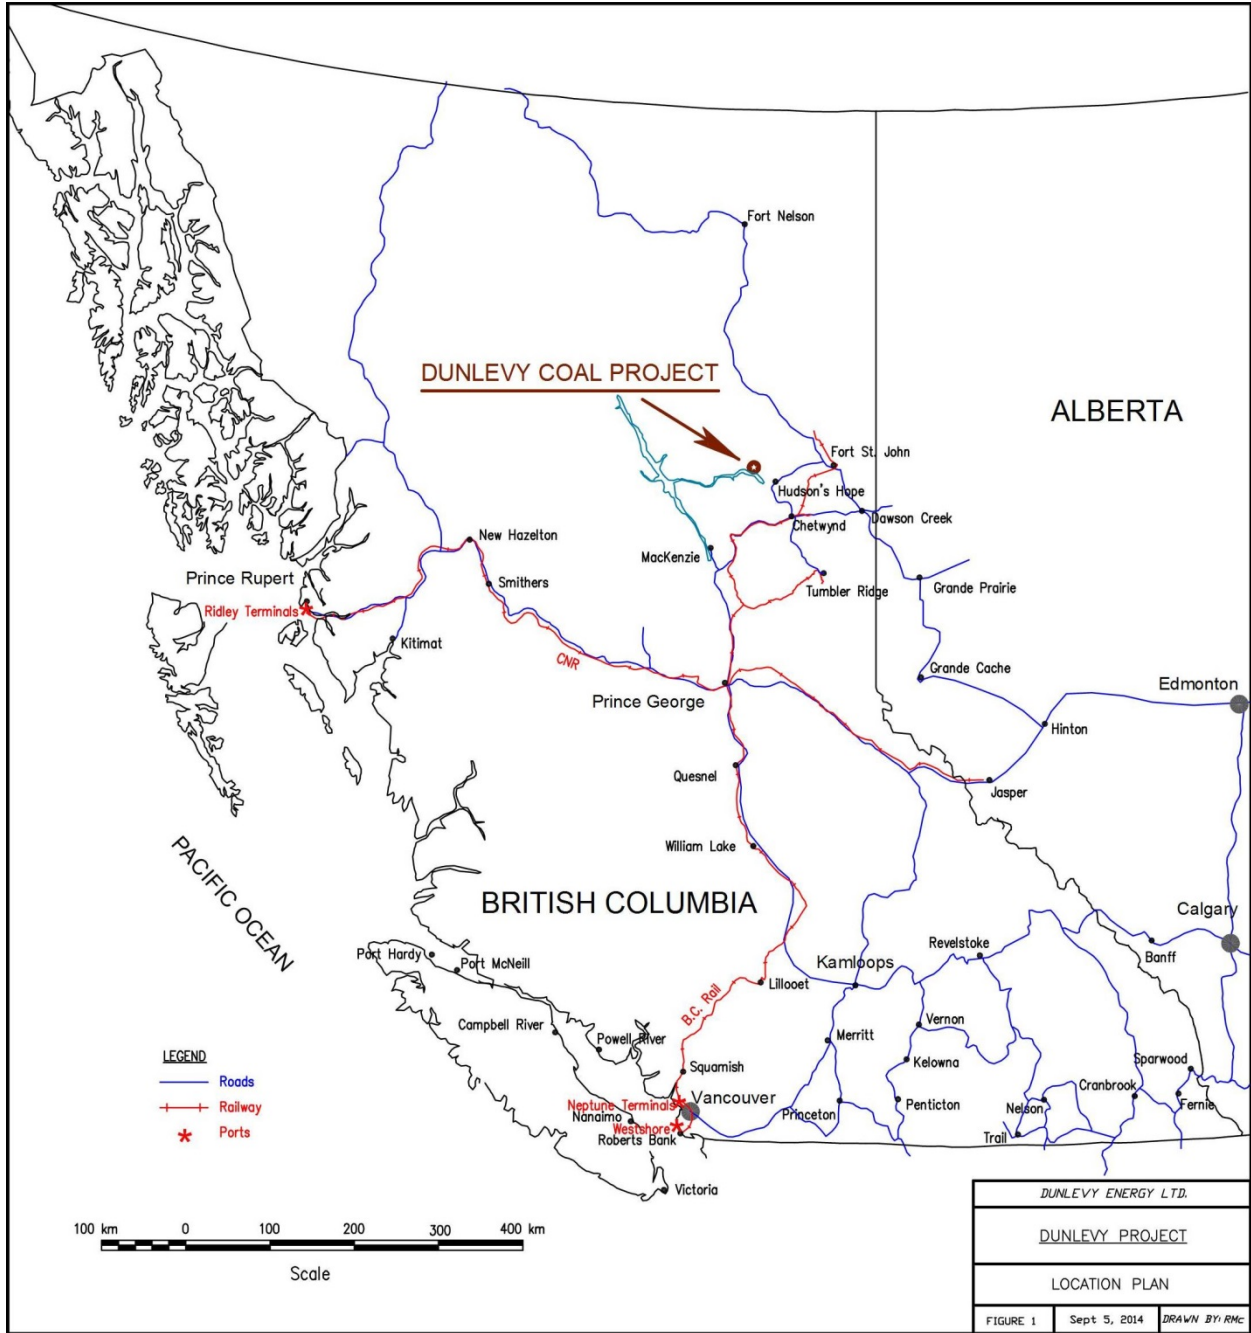 Fort Nelson
DUNLEVY COAL PROJECT
ALBERTA
Fort St. John
Hudson's Hope
Chetwynd
Dawson Creek
New Hazelton
MacKenzie
Prince Rupert
Smithers
Tumbler Ridge
Grande Prairie
Ridley Terminals
Kitimat
CNR
Grande Cache
Edmonton
Prince George
Hinton
Quesnel
Jasper
William Lake
PACIFIC OCEAN
BRITISH COLUMBIA
Calgary
Revelstoke
Banff
Port Hardy
Port McNeill
Kamloops
Lillooet
B.C. Rail
Campbell River
Powell River
Merritt
Vernon
LEGEND
Roads
Railway
Ports
Squamish
Kelowna
Sparwood
Cranbrook
Neptune Terminals
Vancouver
Nanaimo
Westshore
Roberts Bank
Princeton
Penticton
Nelson
Fernie
Trail
Victoria
100 km 0 100 200 300 400 km
Scale
DUNLEVY ENERGY LTD.
DUNLEVY PROJECT
LOCATION PLAN
FIGURE 1 Sept 5, 2014 DRAWN BY: RMc